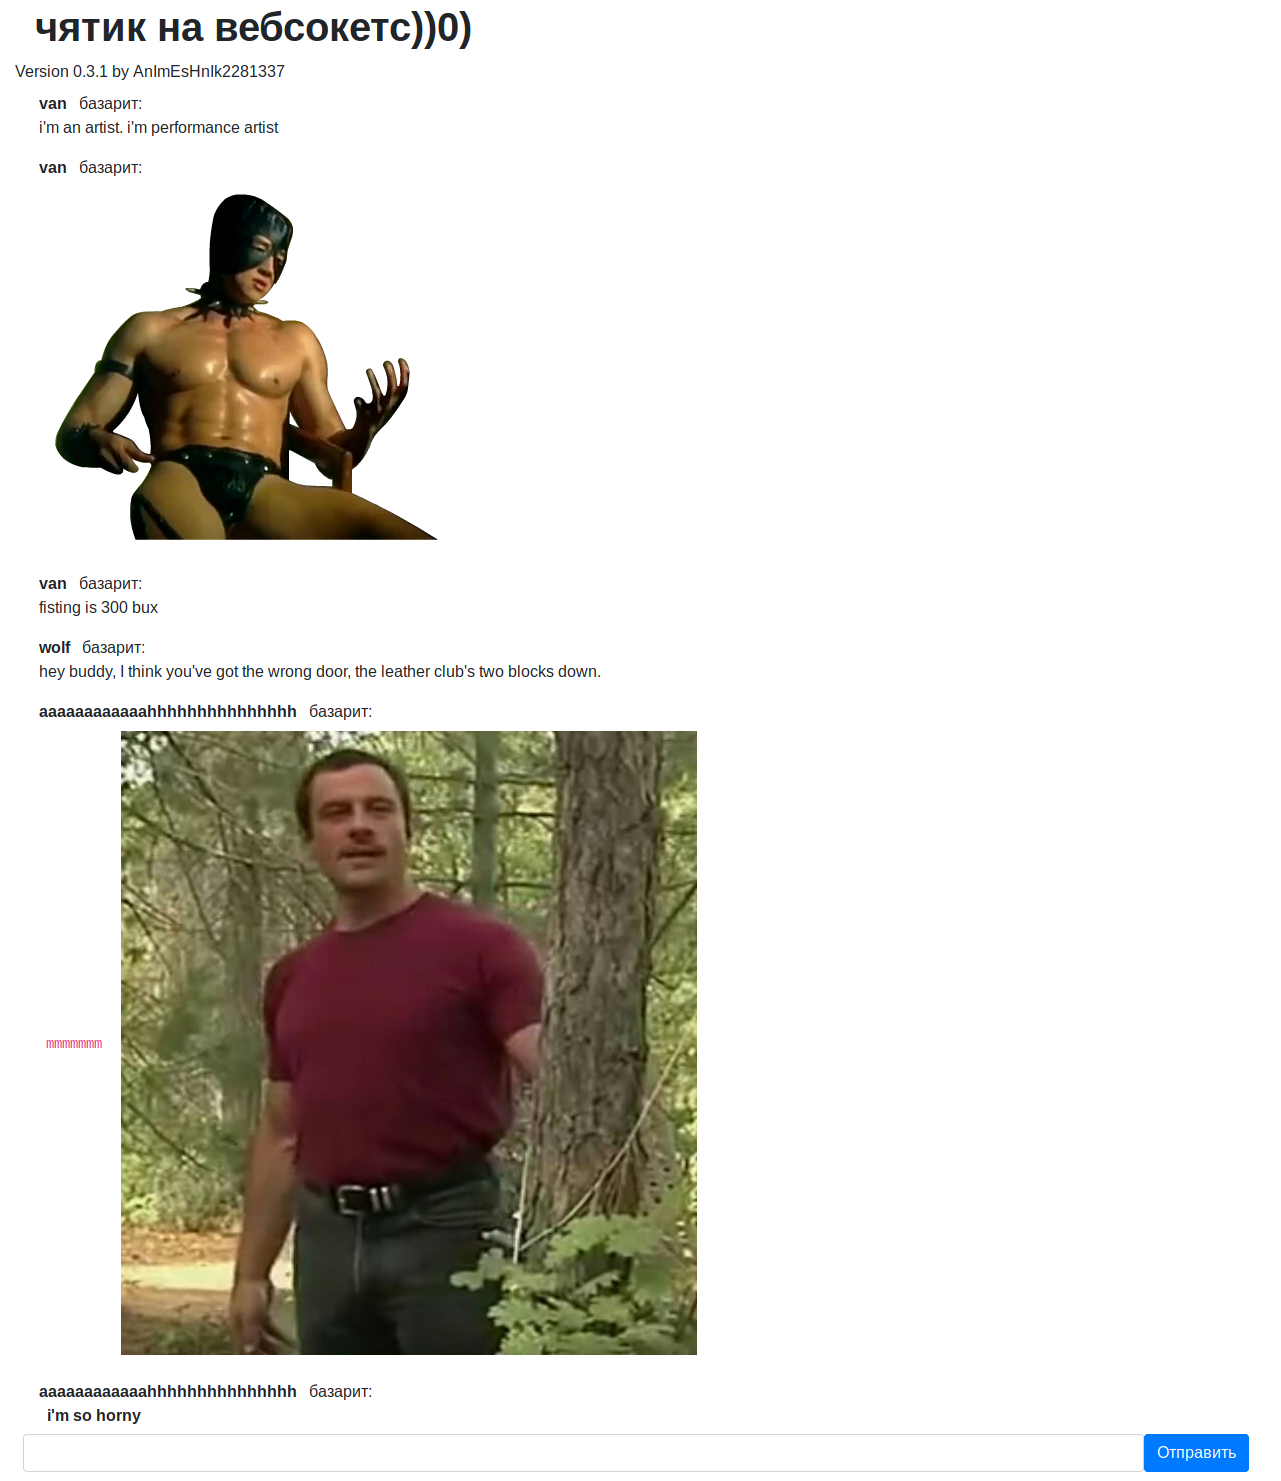 чятик на вебсокетс))0)
Version 0.3.1 by AnImEsHnIk2281337
van базарит:
i'm an artist. i'm performance artist
van базарит:
van базарит:
fisting is 300 bux
wolf базарит:
hey buddy, I think you've got the wrong door, the leather club's two blocks down.
aaaaaaaaaaaahhhhhhhhhhhhhhh базарит:
mmmmmmm
aaaaaaaaaaaahhhhhhhhhhhhhhh базарит:
i'm so horny
Отправить